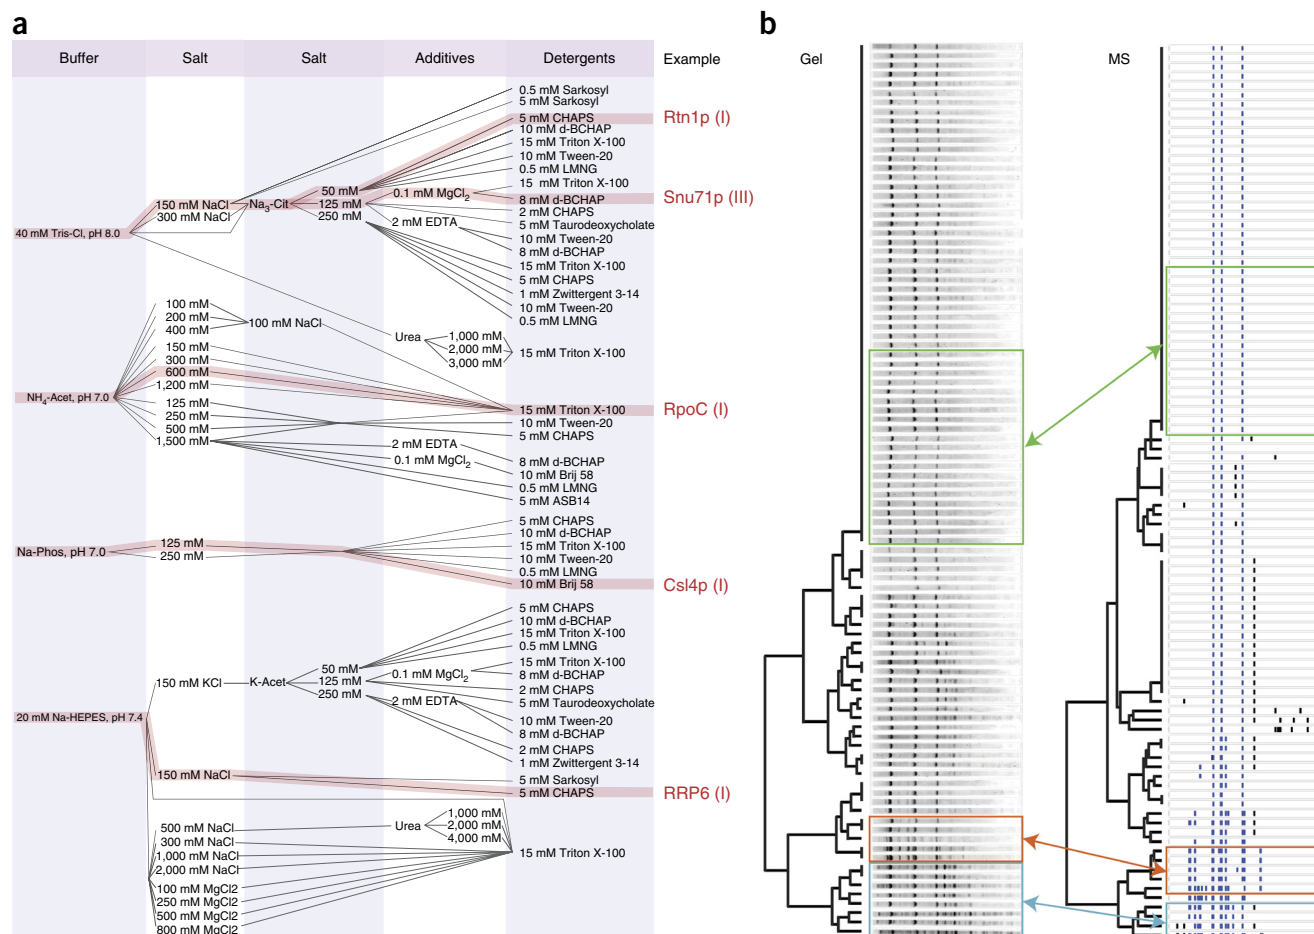 a
Buffer
Salt
Salt
Additives
Detergents
Example
0.5 mM Sarkosyl
5 mM Sarkosyl
5 mM CHAPS
Rtn1p (I)
10 mM d-BCHAP
15 mM Triton X-100
10 mM Tween-20
0.5 mM LMNG
15 mM Triton X-100
8 mM d-BCHAP
Snu71p (III)
2 mM CHAPS
5 mM Taurodeoxycholate
10 mM Tween-20
8 mM d-BCHAP
15 mM Triton X-100
5 mM CHAPS
1 mM Zwittergent 3-14
10 mM Tween-20
0.5 mM LMNG
40 mM Tris-Cl, pH 8.0
150 mM NaCl
300 mM NaCl
Na3-Cit
50 mM
125 mM
250 mM
0.1 mM MgCl2
2 mM EDTA
Urea
1,000 mM
2,000 mM
3,000 mM
15 mM Triton X-100
NH4-Acet, pH 7.0
100 mM
200 mM
400 mM
100 mM NaCl
150 mM
300 mM
600 mM
1,200 mM
125 mM
250 mM
500 mM
1,500 mM
15 mM Triton X-100
RpoC (I)
10 mM Tween-20
5 mM CHAPS
2 mM EDTA
0.1 mM MgCl2
8 mM d-BCHAP
10 mM Brij 58
0.5 mM LMNG
5 mM ASB14
Na-Phos, pH 7.0
125 mM
250 mM
5 mM CHAPS
10 mM d-BCHAP
15 mM Triton X-100
10 mM Tween-20
0.5 mM LMNG
10 mM Brij 58
Csl4p (I)
20 mM Na-HEPES, pH 7.4
150 mM KCl
K-Acet
50 mM
125 mM
250 mM
0.1 mM MgCl2
2 mM EDTA
5 mM CHAPS
10 mM d-BCHAP
15 mM Triton X-100
0.5 mM LMNG
15 mM Triton X-100
8 mM d-BCHAP
2 mM CHAPS
5 mM Taurodeoxycholate
10 mM Tween-20
8 mM d-BCHAP
2 mM CHAPS
1 mM Zwittergent 3-14
150 mM NaCl
5 mM Sarkosyl
5 mM CHAPS
RRP6 (I)
500 mM NaCl
300 mM NaCl
1,000 mM NaCl
2,000 mM NaCl
100 mM MgCl2
250 mM MgCl2
500 mM MgCl2
800 mM MgCl2
Urea
1,000 mM
2,000 mM
4,000 mM
15 mM Triton X-100
b
Gel
MS